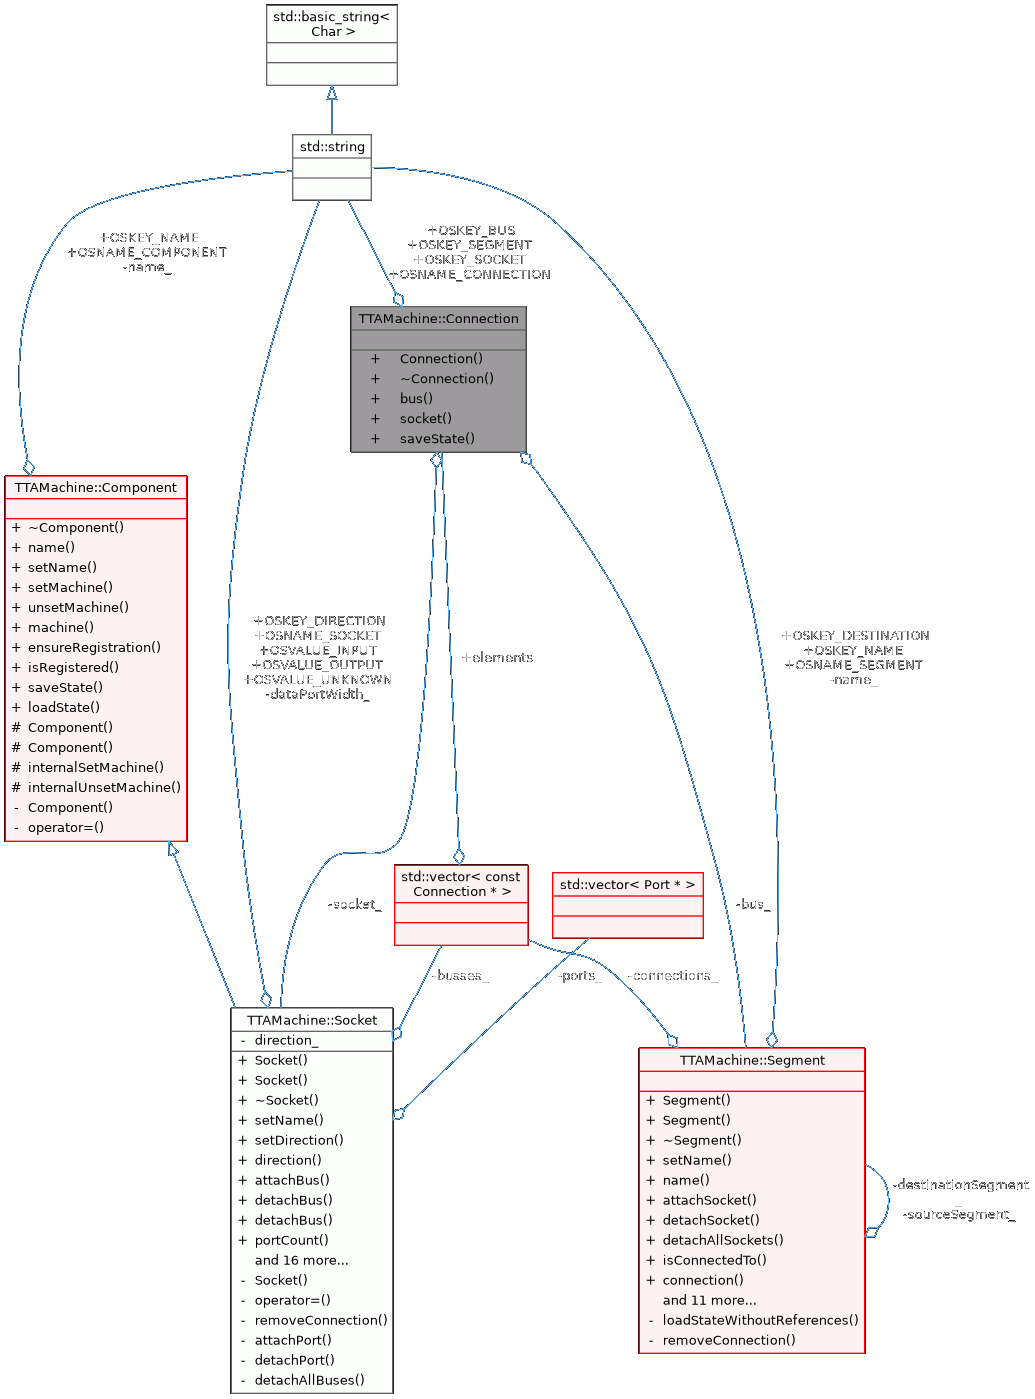 std::basic_string<
Char >
std::string
+OSKEY_NAME
+OSNAME_COMPONENT
-name_
+OSKEY_BUS
+OSKEY_SEGMENT
+OSKEY_SOCKET
+OSNAME_CONNECTION
TTAMachine::Connection
+ Connection()
+ ~Connection()
+ bus()
+ socket()
+ saveState()
TTAMachine::Component
+ ~Component()
+ name()
+ setName()
+ setMachine()
+ unsetMachine()
+ machine()
+ ensureRegistration()
+ isRegistered()
+ saveState()
+ loadState()
# Component()
# Component()
# internalSetMachine()
# internalUnsetMachine()
- Component()
- operator=()
+OSKEY_DIRECTION
+OSNAME_SOCKET
+OSVALUE_INPUT
+OSVALUE_OUTPUT
+OSVALUE_UNKNOWN
-dataPortWidth_
+elements
+OSKEY_DESTINATION
+OSKEY_NAME
+OSNAME_SEGMENT
-name_
std::vector< const
Connection * >
std::vector< Port * >
-socket_
-bus_
-busses_
-ports_
-connections_
TTAMachine::Socket
- direction_
+ Socket()
+ Socket()
+ ~Socket()
+ setName()
+ setDirection()
+ direction()
+ attachBus()
+ detachBus()
+ detachBus()
+ portCount()
and 16 more...
- Socket()
- operator=()
- removeConnection()
- attachPort()
- detachPort()
- detachAllBuses()
TTAMachine::Segment
+ Segment()
+ Segment()
+ ~Segment()
+ setName()
+ name()
+ attachSocket()
+ detachSocket()
+ detachAllSockets()
+ isConnectedTo()
+ connection()
and 11 more...
- loadStateWithoutReferences()
- removeConnection()
-destinationSegment
_
-sourceSegment_